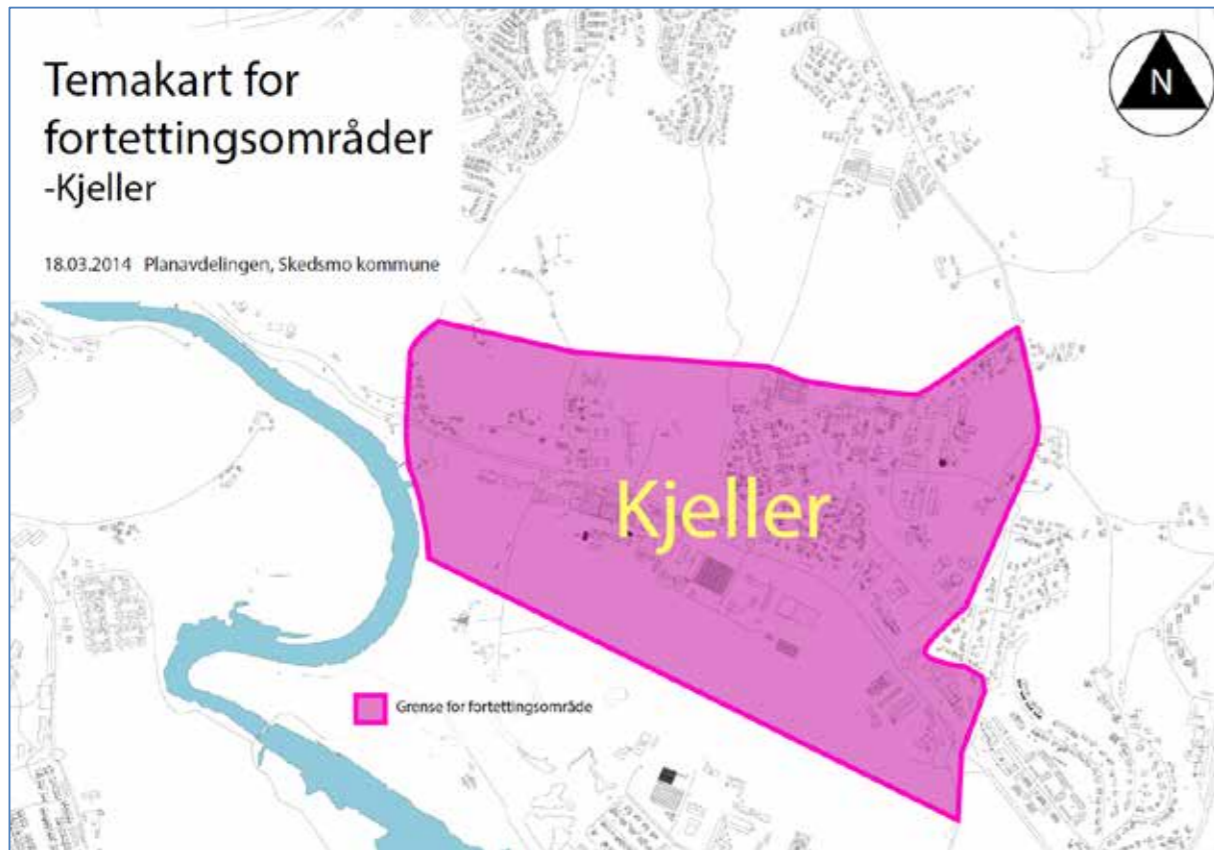 Temakart for
fortettingsområder
-Kjeller
18.03.2014 Planavdelingen, Skedsmo kommune
N
Kjeller
Grense for fortettingsområde